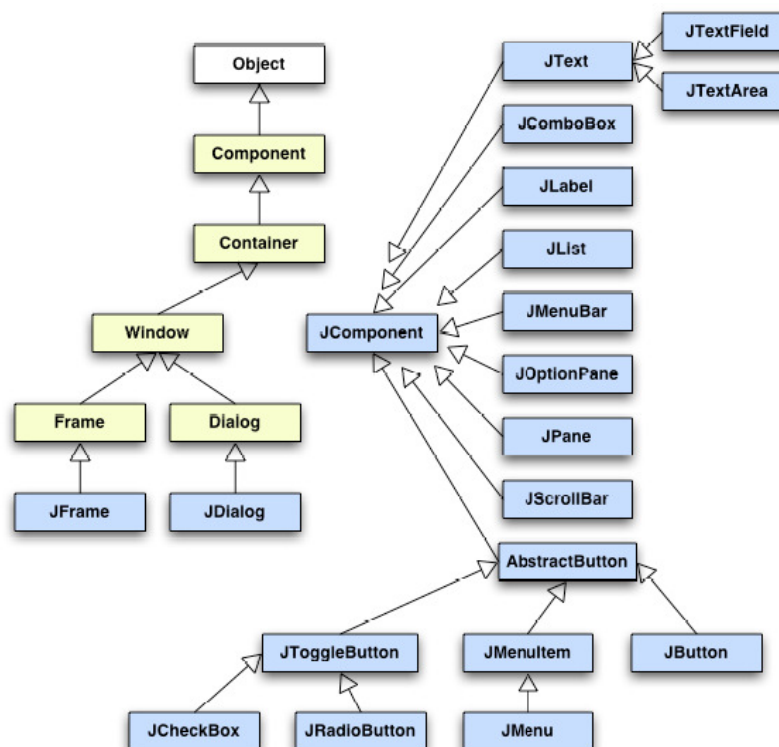 JTextField
Object
JText
JTextArea
JComboBox
Component
JLabel
Container
JList
Window
JComponent
JMenuBar
JOptionPane
Frame
Dialog
JPane
JFrame
JDialog
JScrollBar
AbstractButton
JToggleButton
JMenuItem
JButton
JCheckBox
JRadioButton
JMenu